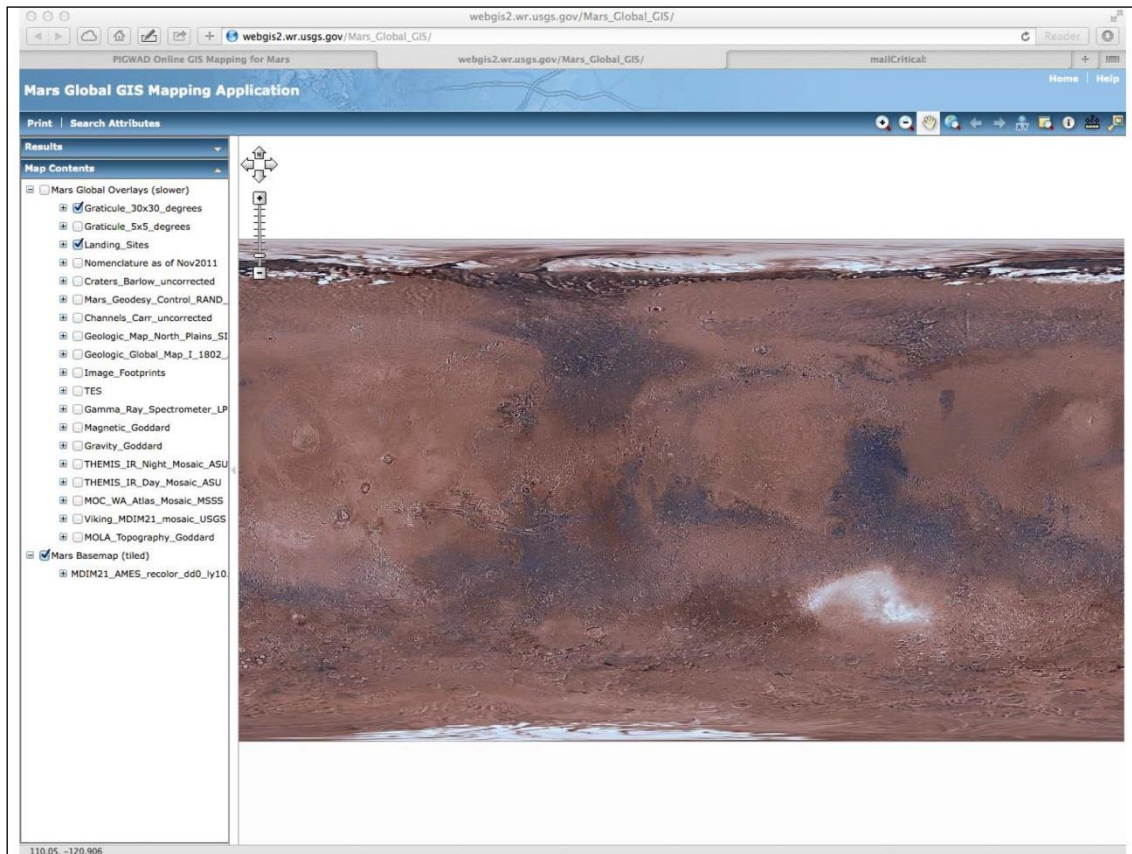 webgis2.wr.usgs.gov/Mars_Global_GIS/
webgis2.wr.usgs.gov/Mars_Global_GIS/
Reader
PIGWAD Online GIS Mapping for Mars
webgis2.wr.usgs.gov/Mars_Global_GIS/
mailCritical:
Home | Help
Mars Global GIS Mapping Application
Print | Search Attributes
Results
Map Contents
Mars Global Overlays (slower)
Graticule_30x30_degrees
Graticule_5x5_degrees
Landing_Sites
Nomenclature as of Nov2011
Craters_Barlow_uncorrected
Mars_Geodesy_Control_RAND_
Channels_Carr_uncorrected
Geologic_Map_North_Plains_SI
Geologic_Global_Map_I_1802_
Image_Footprints
TES
Gamma_Ray_Spectrometer_LP
Magnetic_Goddard
Gravity_Goddard
THEMIS_IR_Night_Mosaic_ASU
THEMIS_IR_Day_Mosaic_ASU
MOC_WA_Atlas_Mosaic_MSSS
Viking_MDIM21_mosaic_USGS
MOLA_Topography_Goddard
Mars Basemap (tiled)
MDIM21_AMES_recolor_dd0_ly10.
N
110.05, -120.906